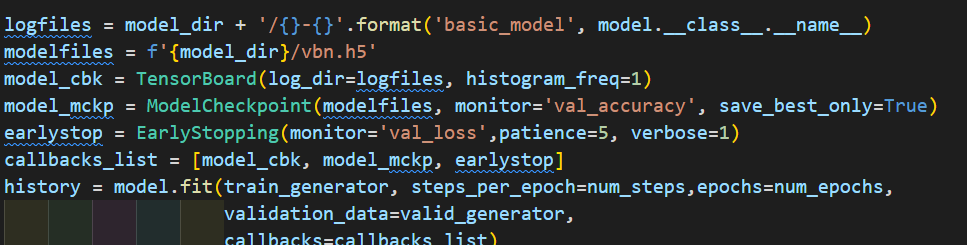 logfiles = model_dir + '/{}-{}'.format('basic_model', model.__class__.__name__)
modelfiles = f'{model_dir}/vbn.h5'
model_cbk = TensorBoard(log_dir=logfiles, histogram_freq=1)
model_mckp = ModelCheckpoint(modelfiles, monitor='val_accuracy', save_best_only=True)
earlystop = EarlyStopping(monitor='val_loss',patience=5, verbose=1)
callbacks_list = [model_cbk, model_mckp, earlystop]
history = model.fit(train_generator, steps_per_epoch=num_steps,epochs=num_epochs,
validation_data=valid_generator,
callbacks=callbacks_list)